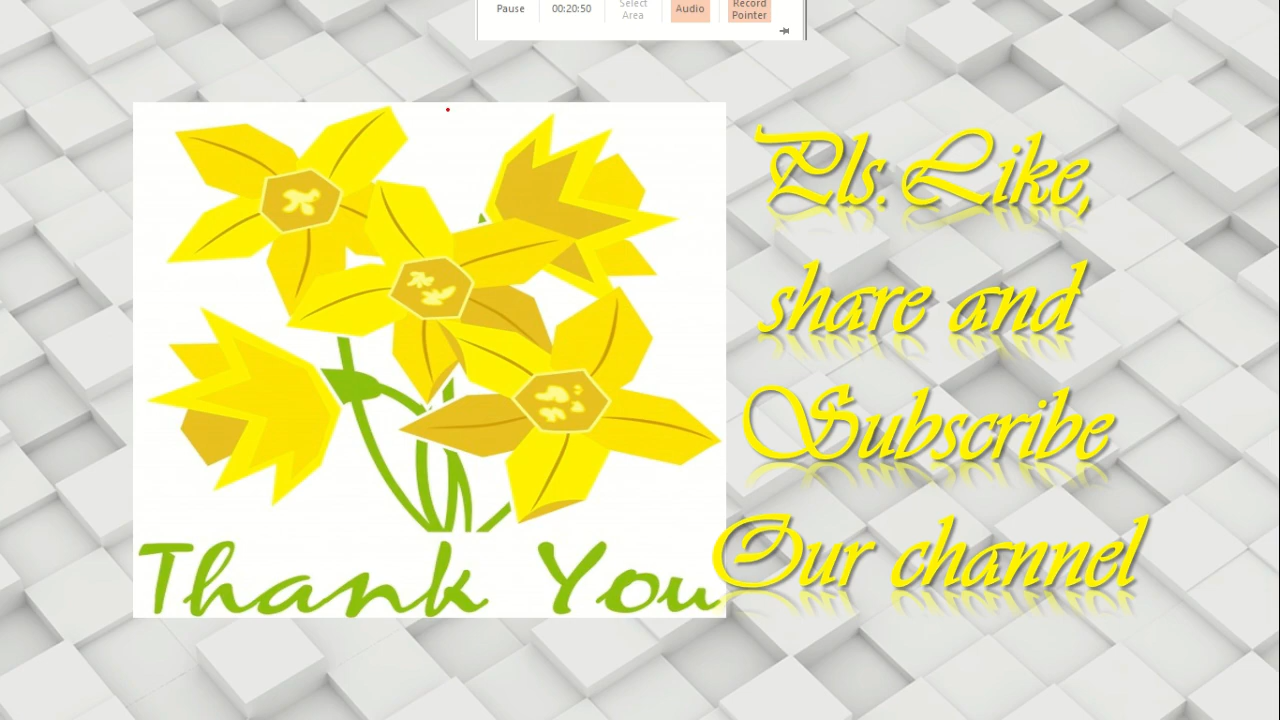 Pause
00:20:50
Select
Area
Audio
Record
Pointer
Pls.Like,
share and
Subscribe
Our channel
Thank You